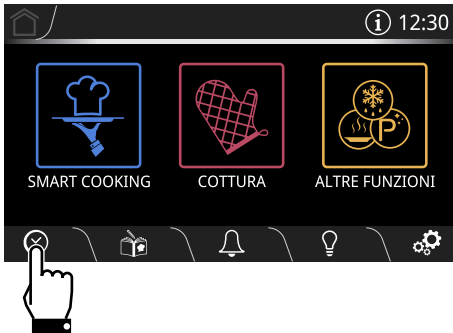 12:30
SMART COOKING
COTTURA
ALTRE FUNZIONI
P